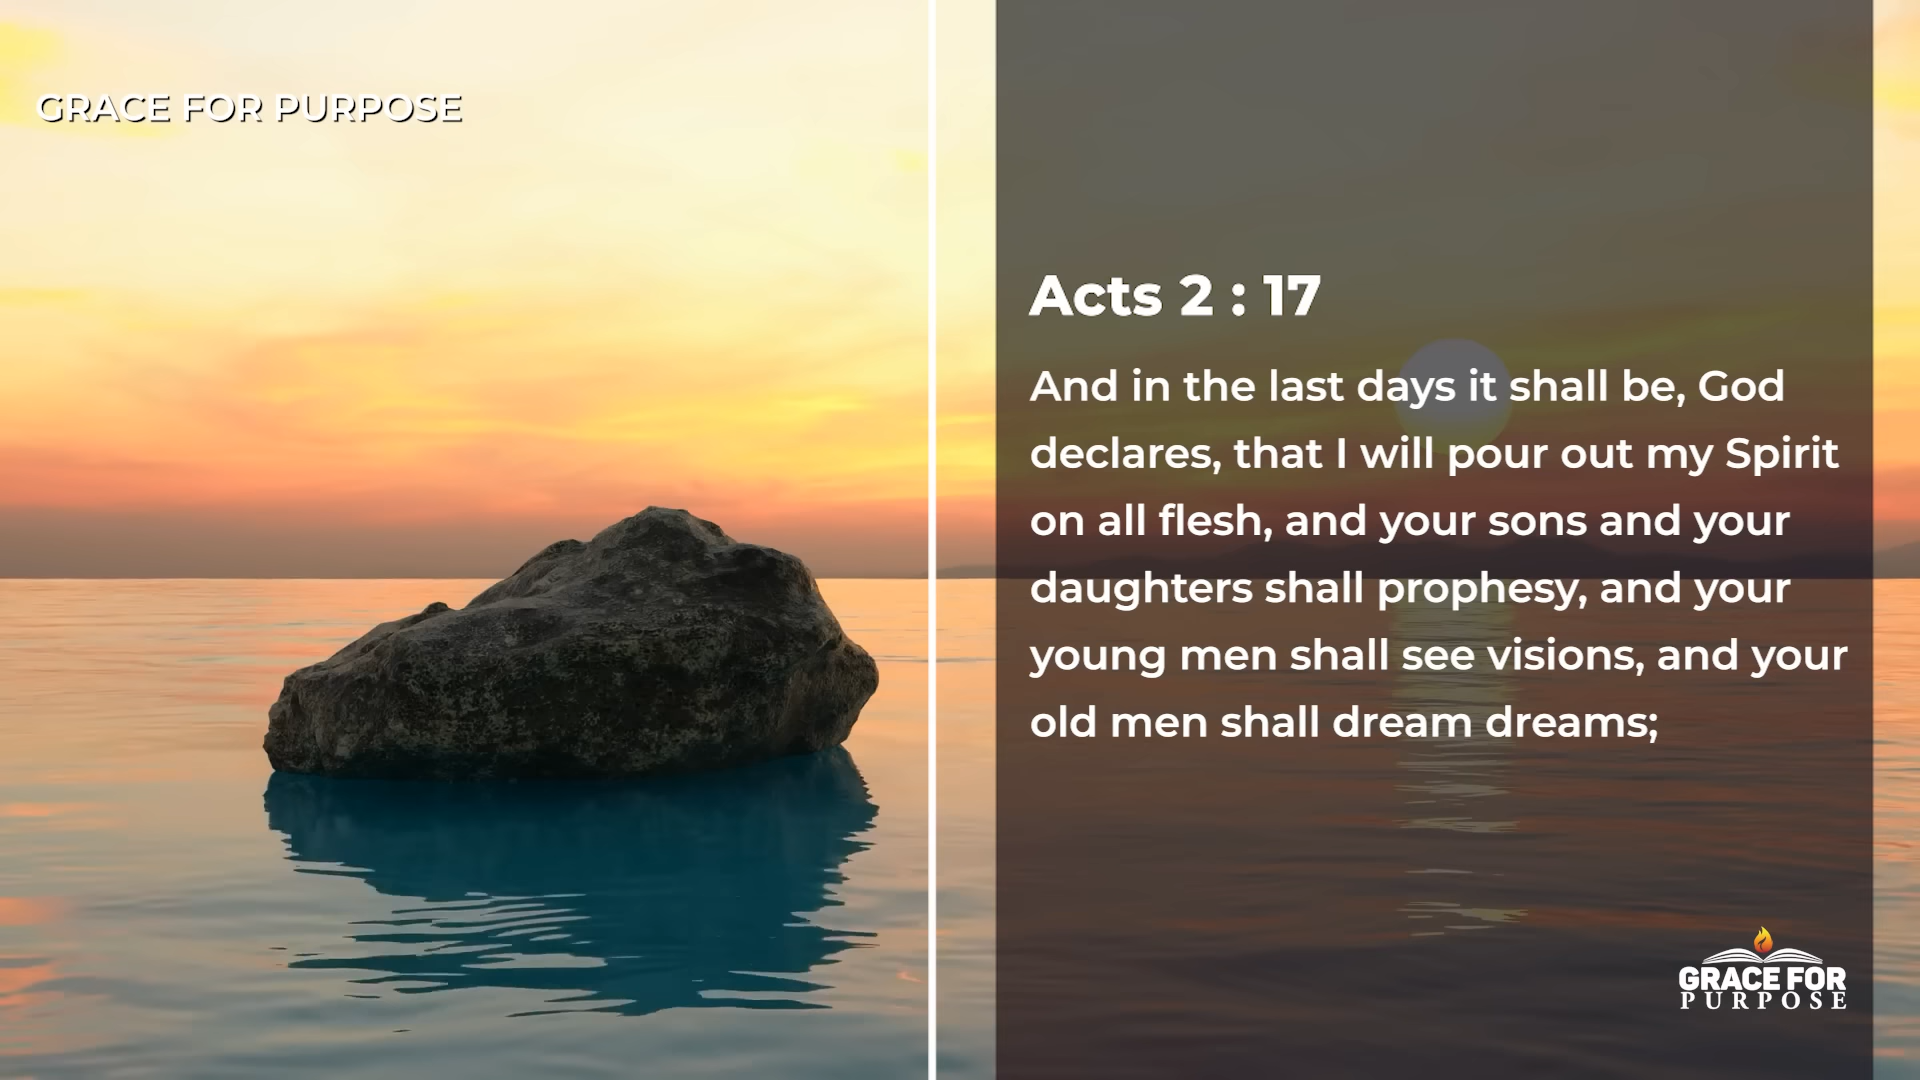 GRACE FOR PURPOSE
Acts 2 : 17
And in the last days it shall be, God
declares, that I will pour out my Spirit
on all flesh, and your sons and your
daughters shall prophesy, and your
young men shall see visions, and your
old men shall dream dreams;
GRACE FOR
PURPOSE